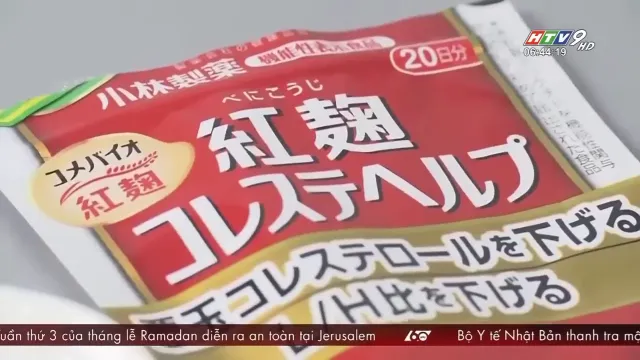 HTV9 HD
06:44:19
小林製薬
機能性表示食品
20日分
べにこうじ
紅麹
コレステヘルプ
コメバイオ
紅麹
コレステロールを下げる
L/H比を下げる
uần thứ 3 của tháng lễ Ramadan diễn ra an toàn tại Jerusalem
Bộ Y tế Nhật Bản thanh tra